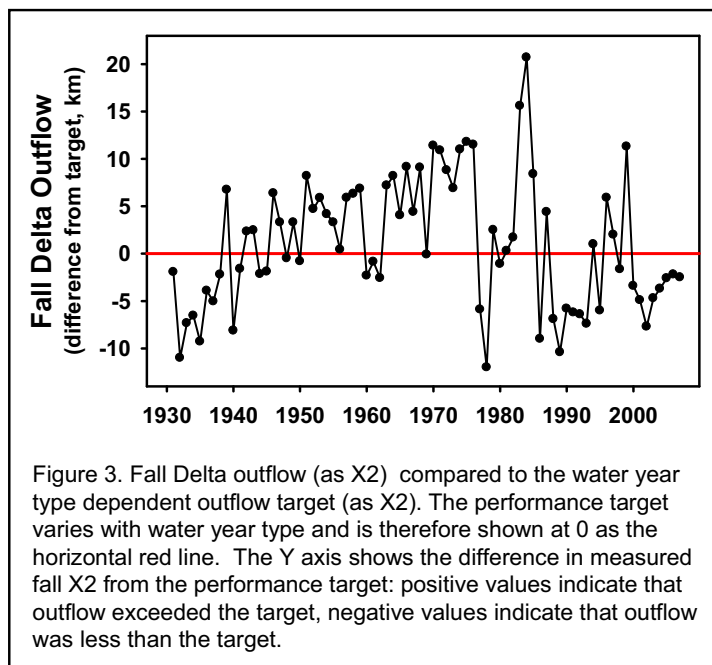 Fall Delta Outflow
(difference from target, km)
20
15
10
5
0
-5
-10
1930 1940 1950 1960 1970 1980 1990 2000
Figure 3. Fall Delta outflow (as X2) compared to the water year
type dependent outflow target (as X2). The performance target
varies with water year type and is therefore shown at 0 as the
horizontal red line. The Y axis shows the difference in measured
fall X2 from the performance target: positive values indicate that
outflow exceeded the target, negative values indicate that outflow
was less than the target.